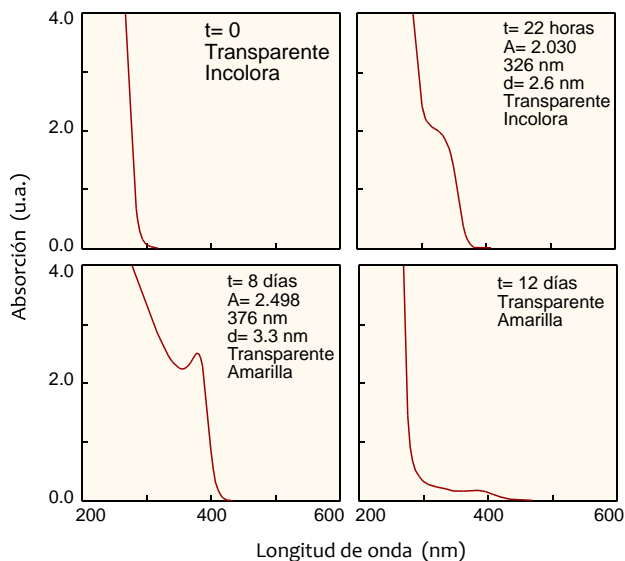 4.0
2.0
0.0
t= 0
Transparente
Incolora
t= 22 horas
A= 2.030
326 nm
d= 2.6 nm
Transparente
Incolora
4.0
2.0
0.0
t= 8 días
A= 2.498
376 nm
d= 3.3 nm
Transparente
Amarilla
t= 12 días
Transparente
Amarilla
200 400 600 200 400 600
Absorción (u.a.)
Longitud de onda (nm)